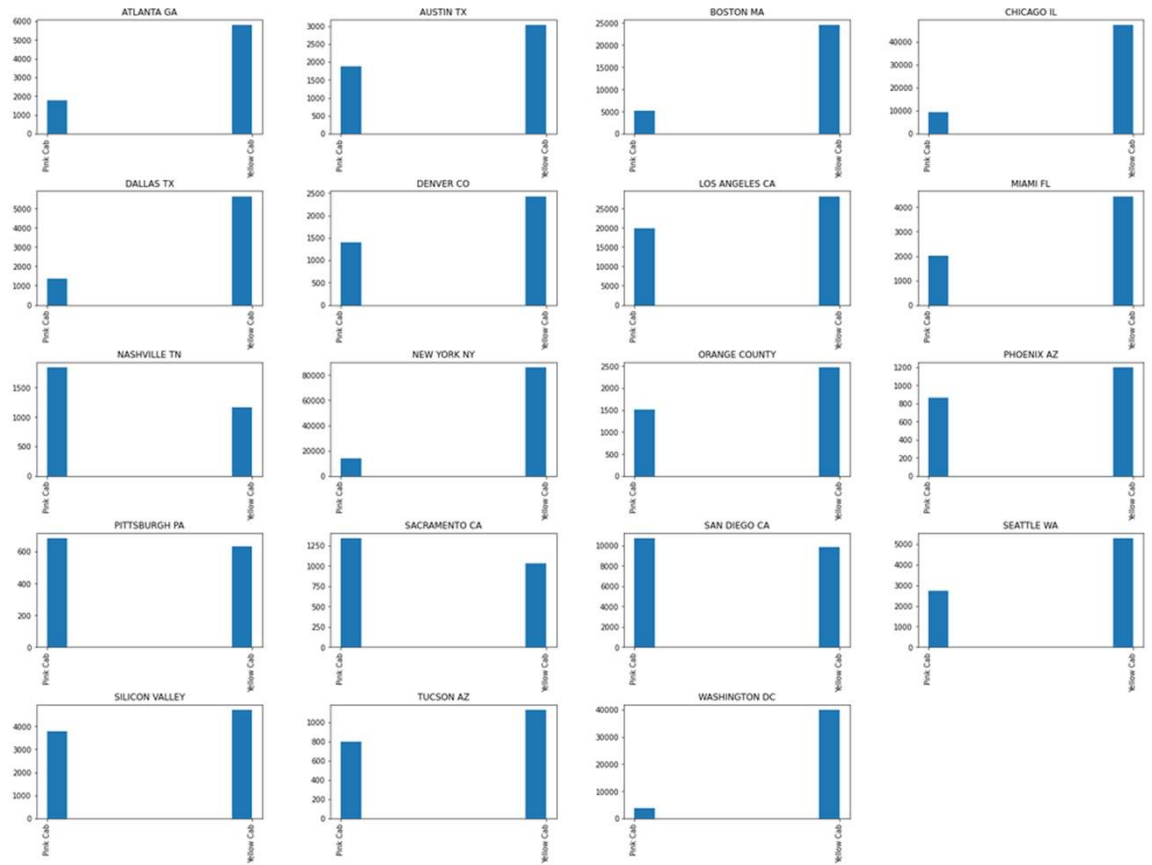 ATLANTA GA
6000
5000
4000
3000
2000
1000
0
Pink Cab
Yellow Cab
AUSTIN TX
3000
2500
2000
1500
1000
500
0
Pink Cab
Yellow Cab
BOSTON MA
25000
20000
15000
10000
5000
0
Pink Cab
Yellow Cab
CHICAGO IL
40000
30000
20000
10000
0
Pink Cab
Yellow Cab
DALLAS TX
5000
4000
3000
2000
1000
0
Pink Cab
Yellow Cab
DENVER CO
2500
2000
1500
1000
500
0
Pink Cab
Yellow Cab
LOS ANGELES CA
25000
20000
15000
10000
5000
0
Pink Cab
Yellow Cab
MIAMI FL
4000
3000
2000
1000
0
Pink Cab
Yellow Cab
NASHVILLE TN
1500
1000
500
0
Pink Cab
Yellow Cab
NEW YORK NY
80000
60000
40000
20000
0
Pink Cab
Yellow Cab
ORANGE COUNTY
2500
2000
1500
1000
500
0
Pink Cab
Yellow Cab
PHOENIX AZ
1200
1000
800
600
400
200
0
Pink Cab
Yellow Cab
PITTSBURGH PA
600
400
200
0
Pink Cab
Yellow Cab
SACRAMENTO CA
1250
1000
750
500
250
0
Pink Cab
Yellow Cab
SAN DIEGO CA
10000
8000
6000
4000
2000
0
Pink Cab
Yellow Cab
SEATTLE WA
5000
4000
3000
2000
1000
0
Pink Cab
Yellow Cab
SILICON VALLEY
4000
3000
2000
1000
0
Pink Cab
Yellow Cab
TUCSON AZ
1000
800
600
400
200
0
Pink Cab
Yellow Cab
WASHINGTON DC
40000
30000
20000
10000
0
Pink Cab
Yellow Cab